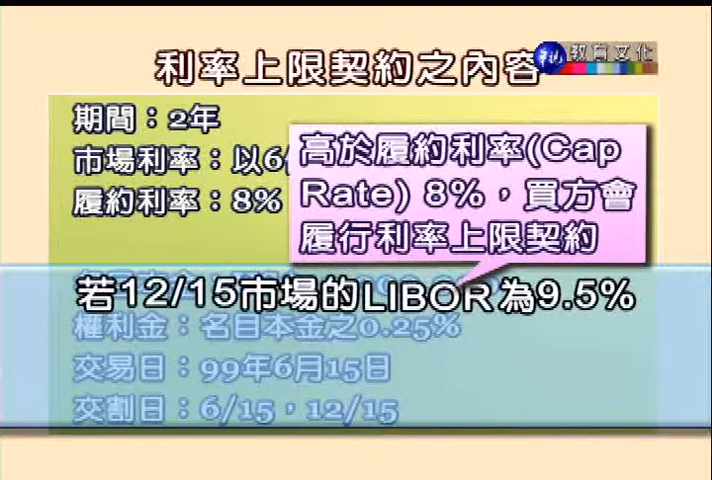 利率上限契約之內容
華視 教育文化
期間：2年
市場利率：以6
履約利率：8%
高於履約利率(Cap
Rate) 8%，買方會
履行利率上限契約
若12/15市場的LIBOR為9.5%
權利金：名目本金之0.25%
交易日：99年6月15日
交割日：6/15，12/15